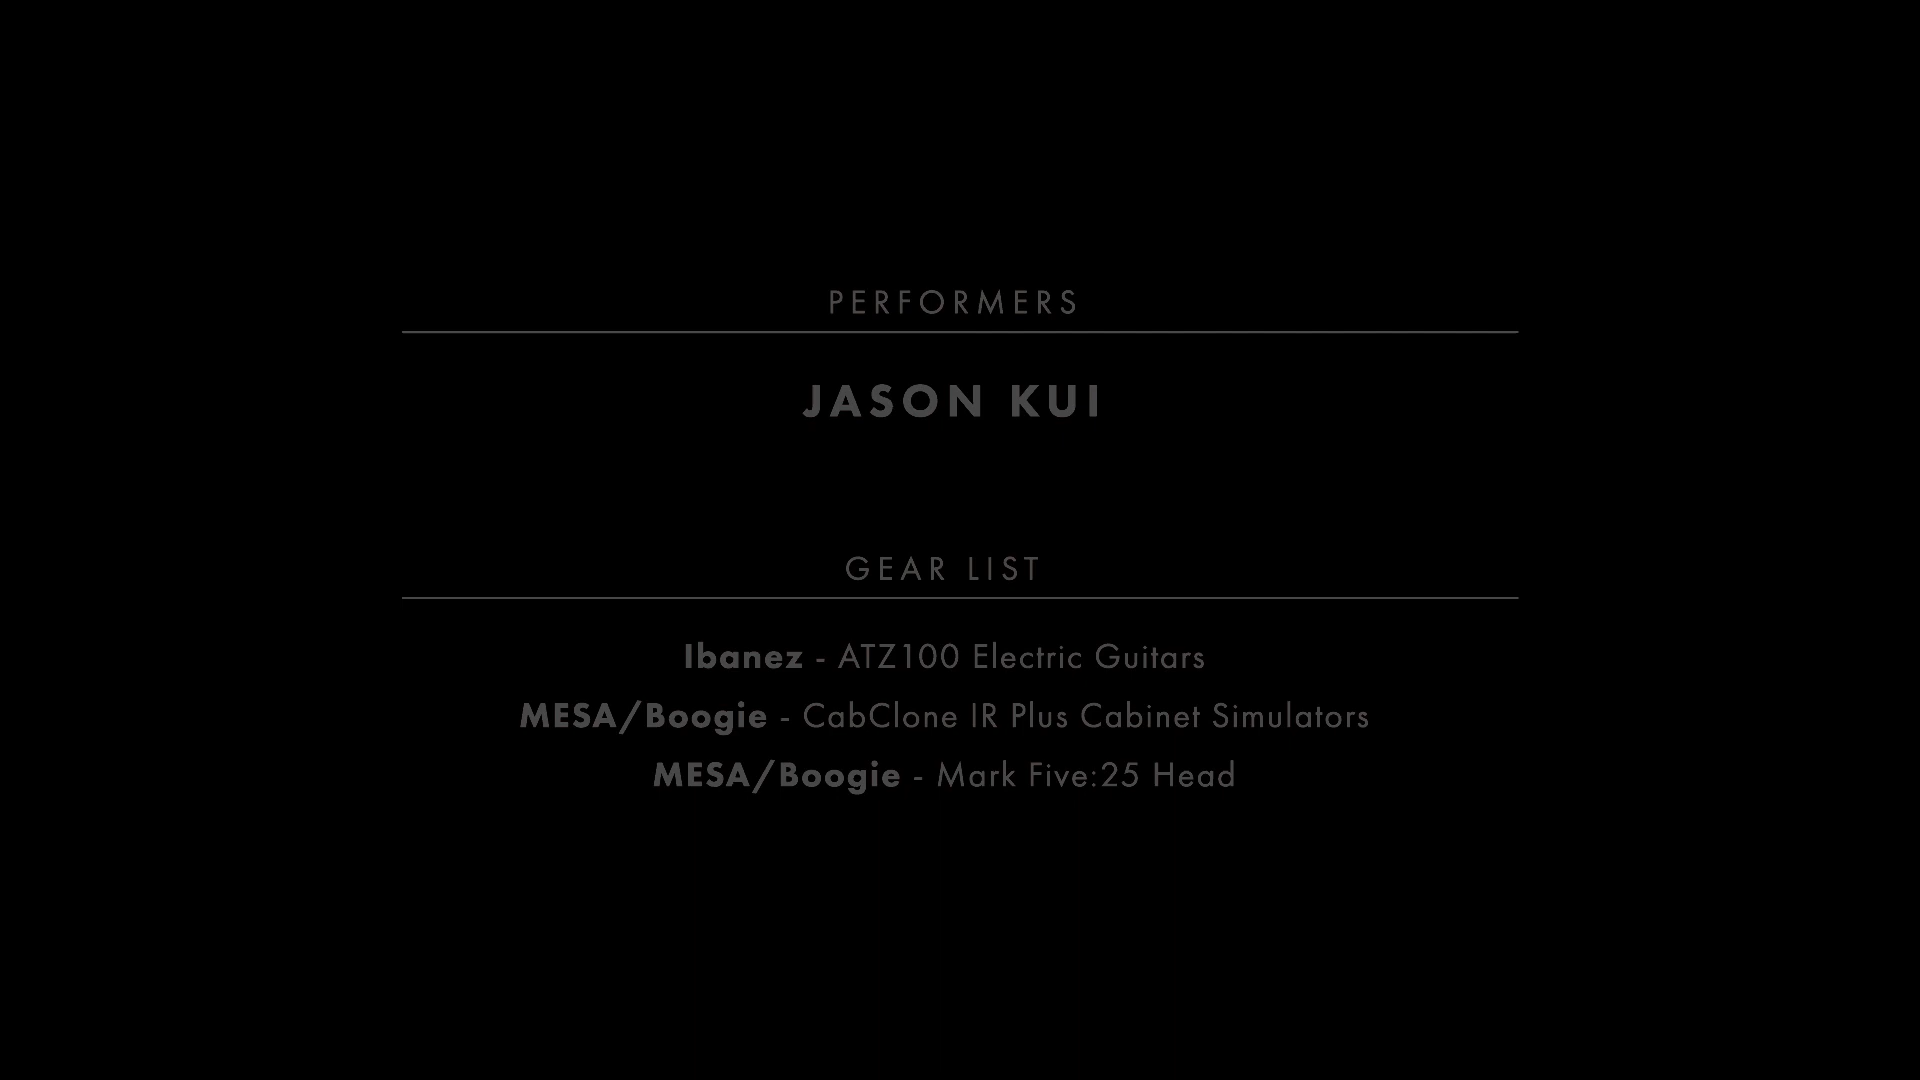 PERFORMERS
JASON KUI
GEAR LIST
Ibanez - ATZ100 Electric Guitars
MESA/Boogie - CabClone IR Plus Cabinet Simulators
MESA/Boogie - Mark Five:25 Head